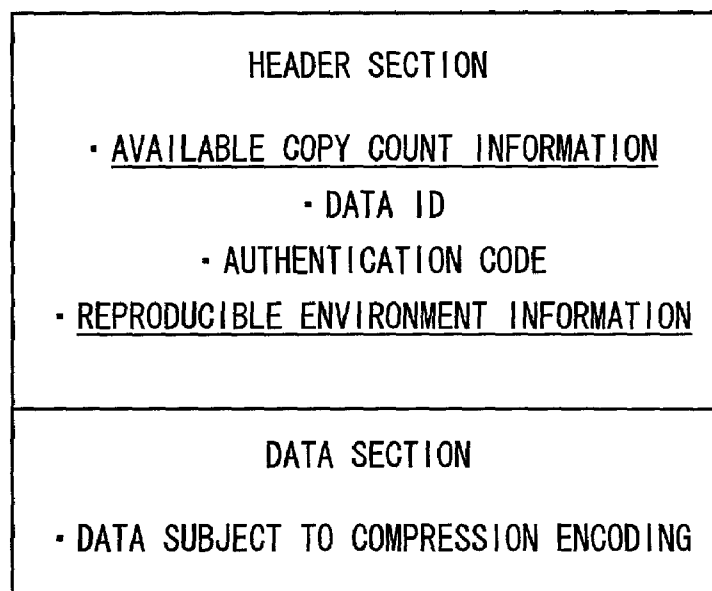 HEADER SECTION
· AVAILABLE COPY COUNT INFORMATION
· DATA ID
· AUTHENTICATION CODE
· REPRODUCIBLE ENVIRONMENT INFORMATION
DATA SECTION
· DATA SUBJECT TO COMPRESSION ENCODING